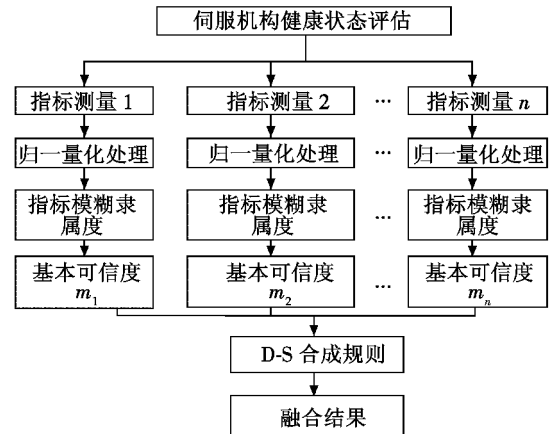 伺服机构健康状态评估
指标测量 1 指标测量 2 … 指标测量 n
归一量化处理 归一量化处理 … 归一量化处理
指标模糊隶 指标模糊隶 指标模糊隶
属度 属度 … 属度
基本可信度 基本可信度 基本可信度
m₁ m₂ … mₙ
D-S 合成规则
融合结果